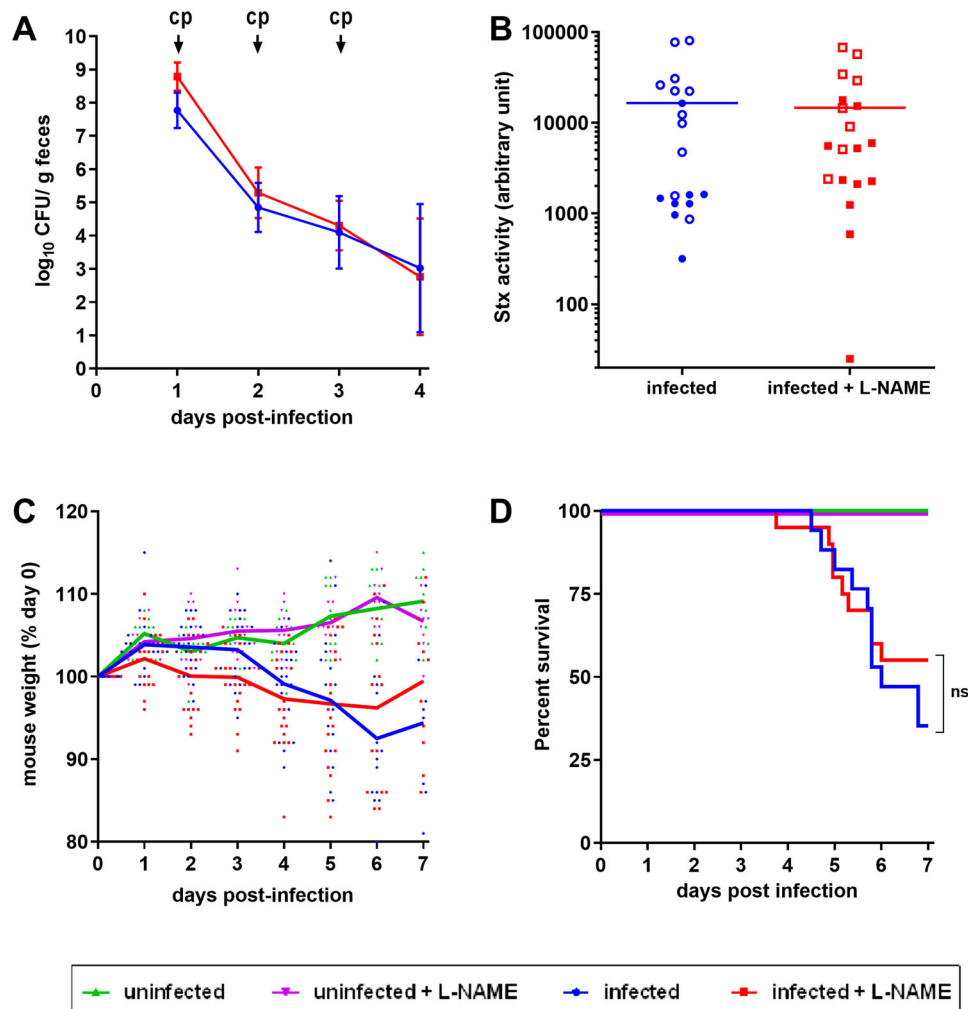 A
cp cp cp
10
9
8
7
6
5
4
3
2
1
0
log10 CFU/ g feces
0 1 2 3 4
days post-infection
B
100000
10000
1000
100
Stx activity (arbitrary unit)
infected infected + L-NAME
C
120
110
100
90
80
mouse weight (% day 0)
0 1 2 3 4 5 6 7
days post-infection
D
100
75
50
25
0
Percent survival
ns
0 1 2 3 4 5 6 7
days post infection
uninfected uninfected + L-NAME infected infected + L-NAME